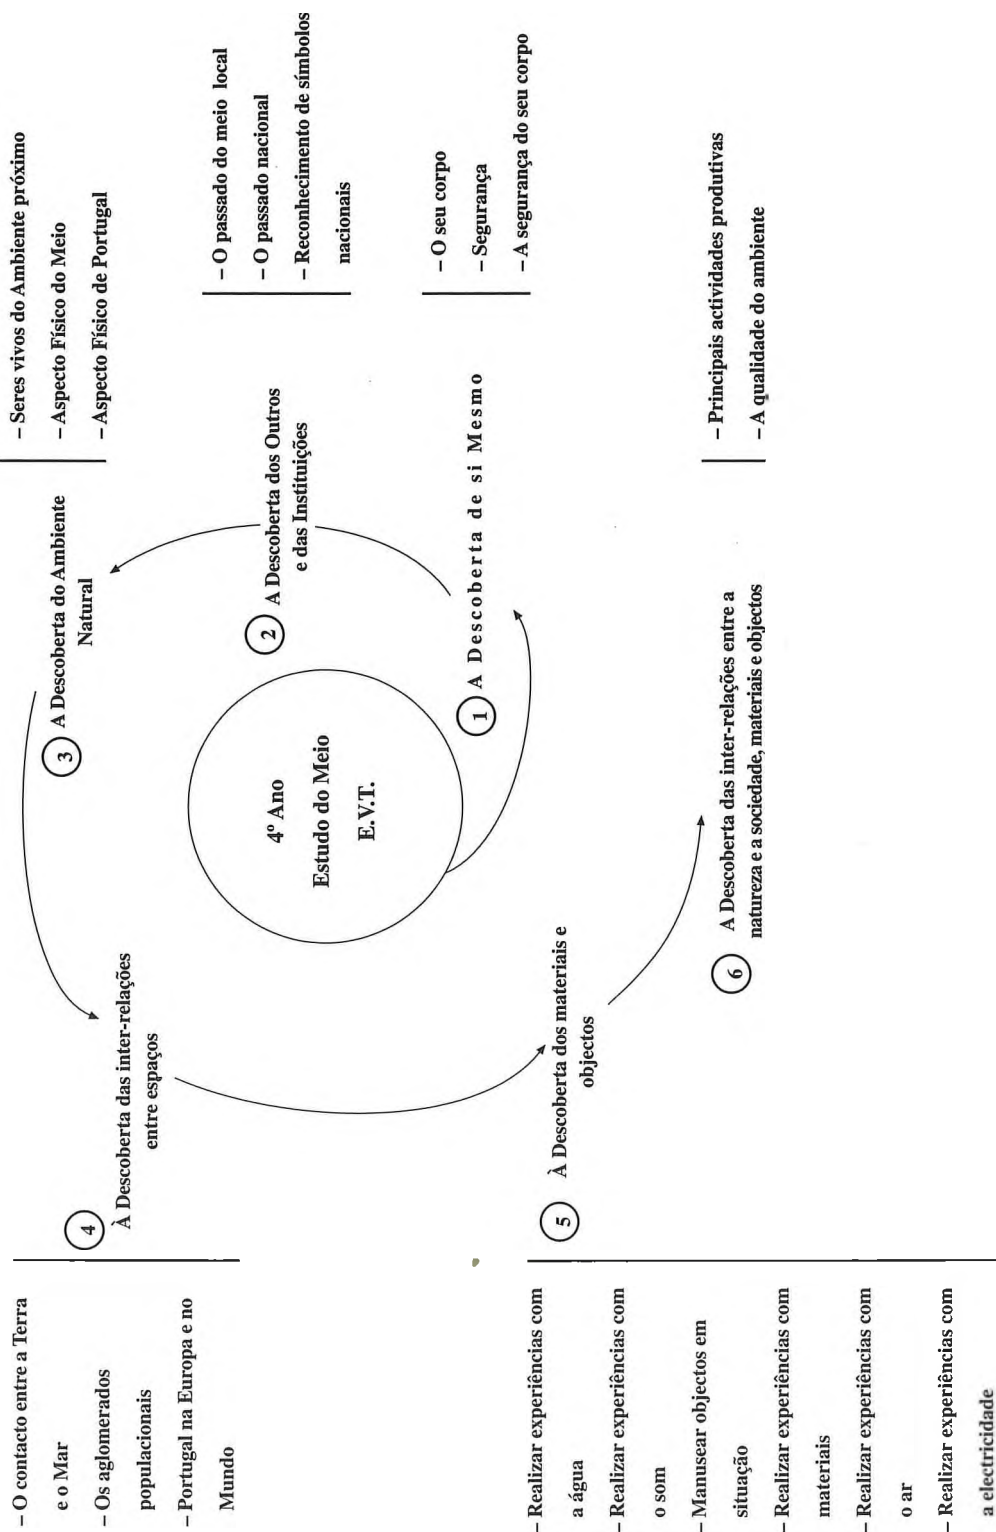 4º Ano
Estudo do Meio
E.V.T.
1
A Descoberta de si Mesmo
– O seu corpo
– Segurança
– A segurança do seu corpo
2
A Descoberta dos Outros
e das Instituições
– O passado do meio local
– O passado nacional
– Reconhecimento de símbolos
nacionais
3
A Descoberta do Ambiente
Natural
– Seres vivos do Ambiente próximo
– Aspecto Físico do Meio
– Aspecto Físico de Portugal
4
À Descoberta das inter-relações
entre espaços
– O contacto entre a Terra
e o Mar
– Os aglomerados
populacionais
– Portugal na Europa e no
Mundo
5
À Descoberta dos materiais e
objectos
– Realizar experiências com
a água
– Realizar experiências com
o som
– Manusear objectos em
situação
– Realizar experiências com
materiais
– Realizar experiências com
o ar
– Realizar experiências com
a electricidade
6
A Descoberta das inter-relações entre a
natureza e a sociedade, materiais e objectos
– Principais actividades produtivas
– A qualidade do ambiente